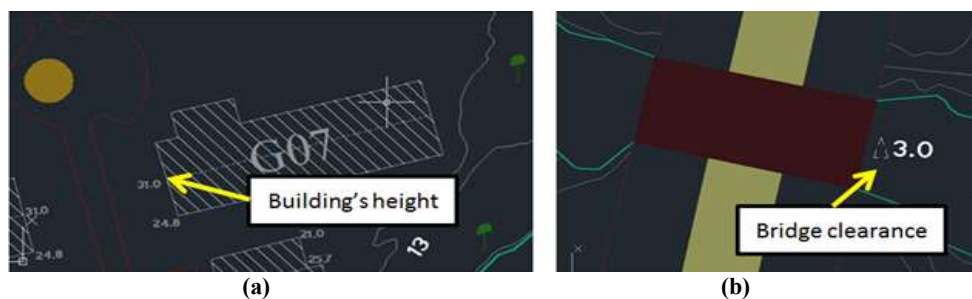 G07
31.0
Building's height
24.8
31.0
24.8
21.0
25.7
13
(a)
3.0
Bridge clearance
X
(b)